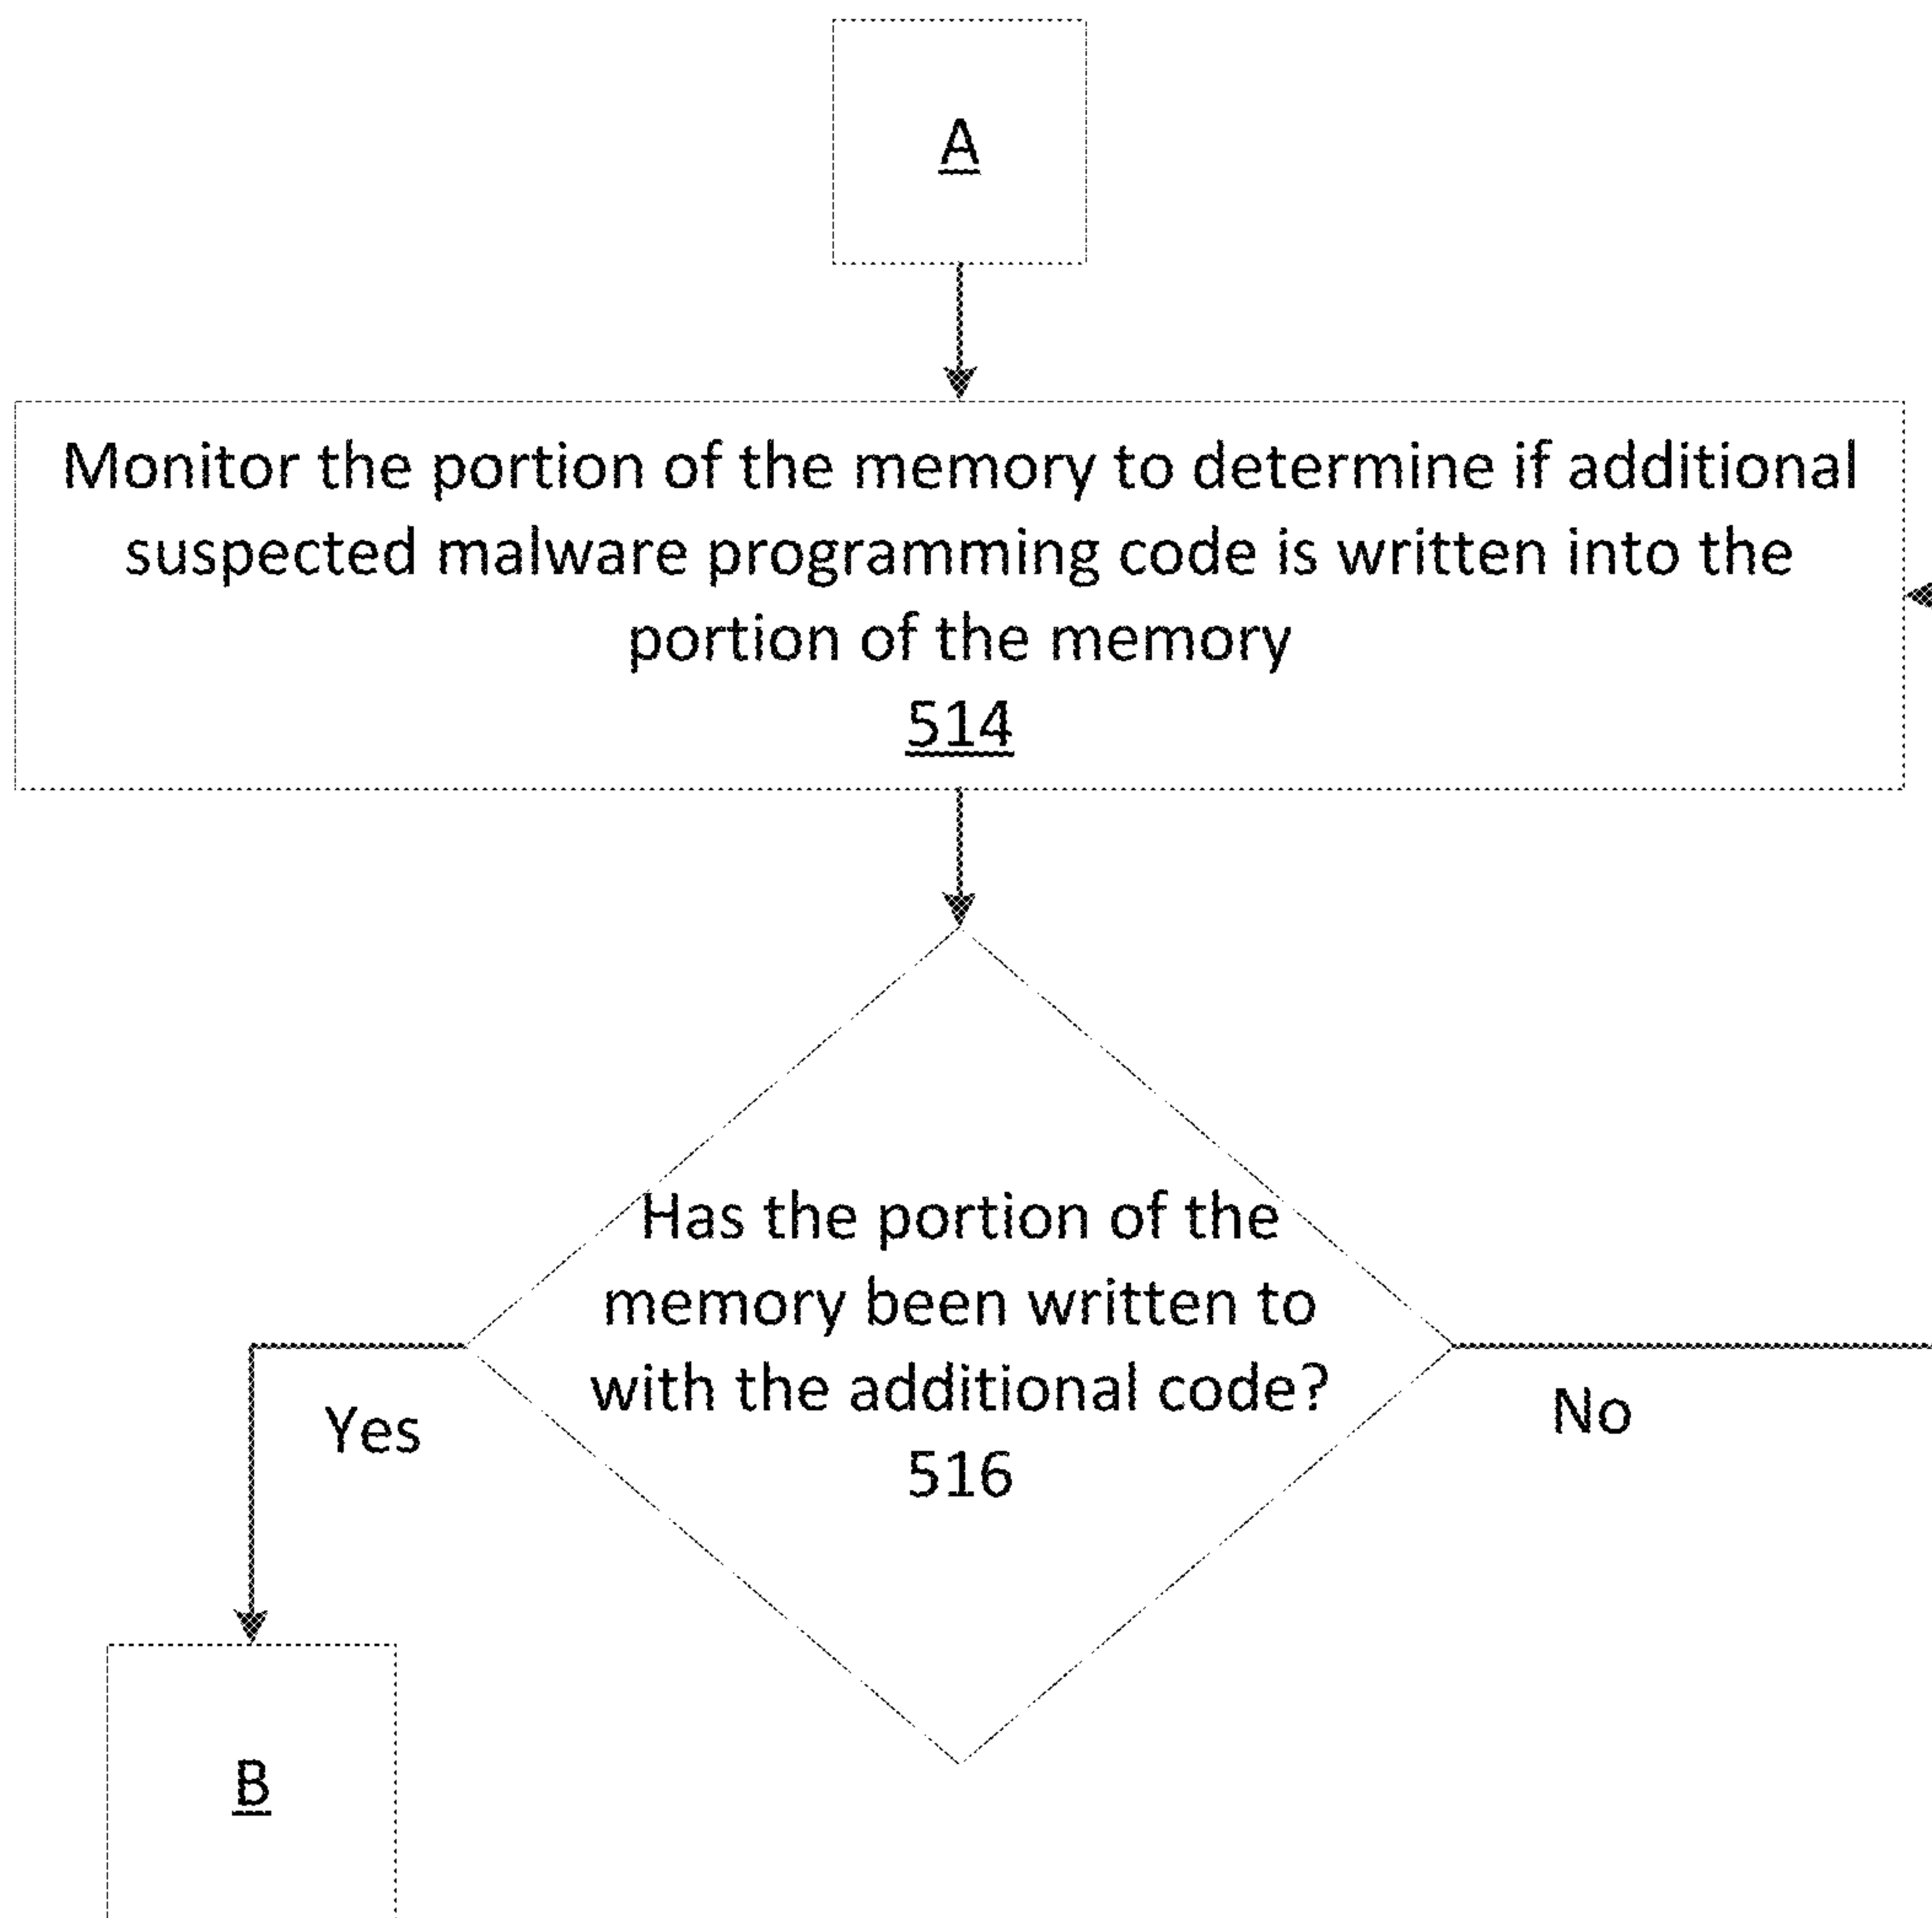 A
Monitor the portion of the memory to determine if additional
suspected malware programming code is written into the
portion of the memory
514
Has the portion of the
memory been written to
with the additional code?
516
Yes
No
B